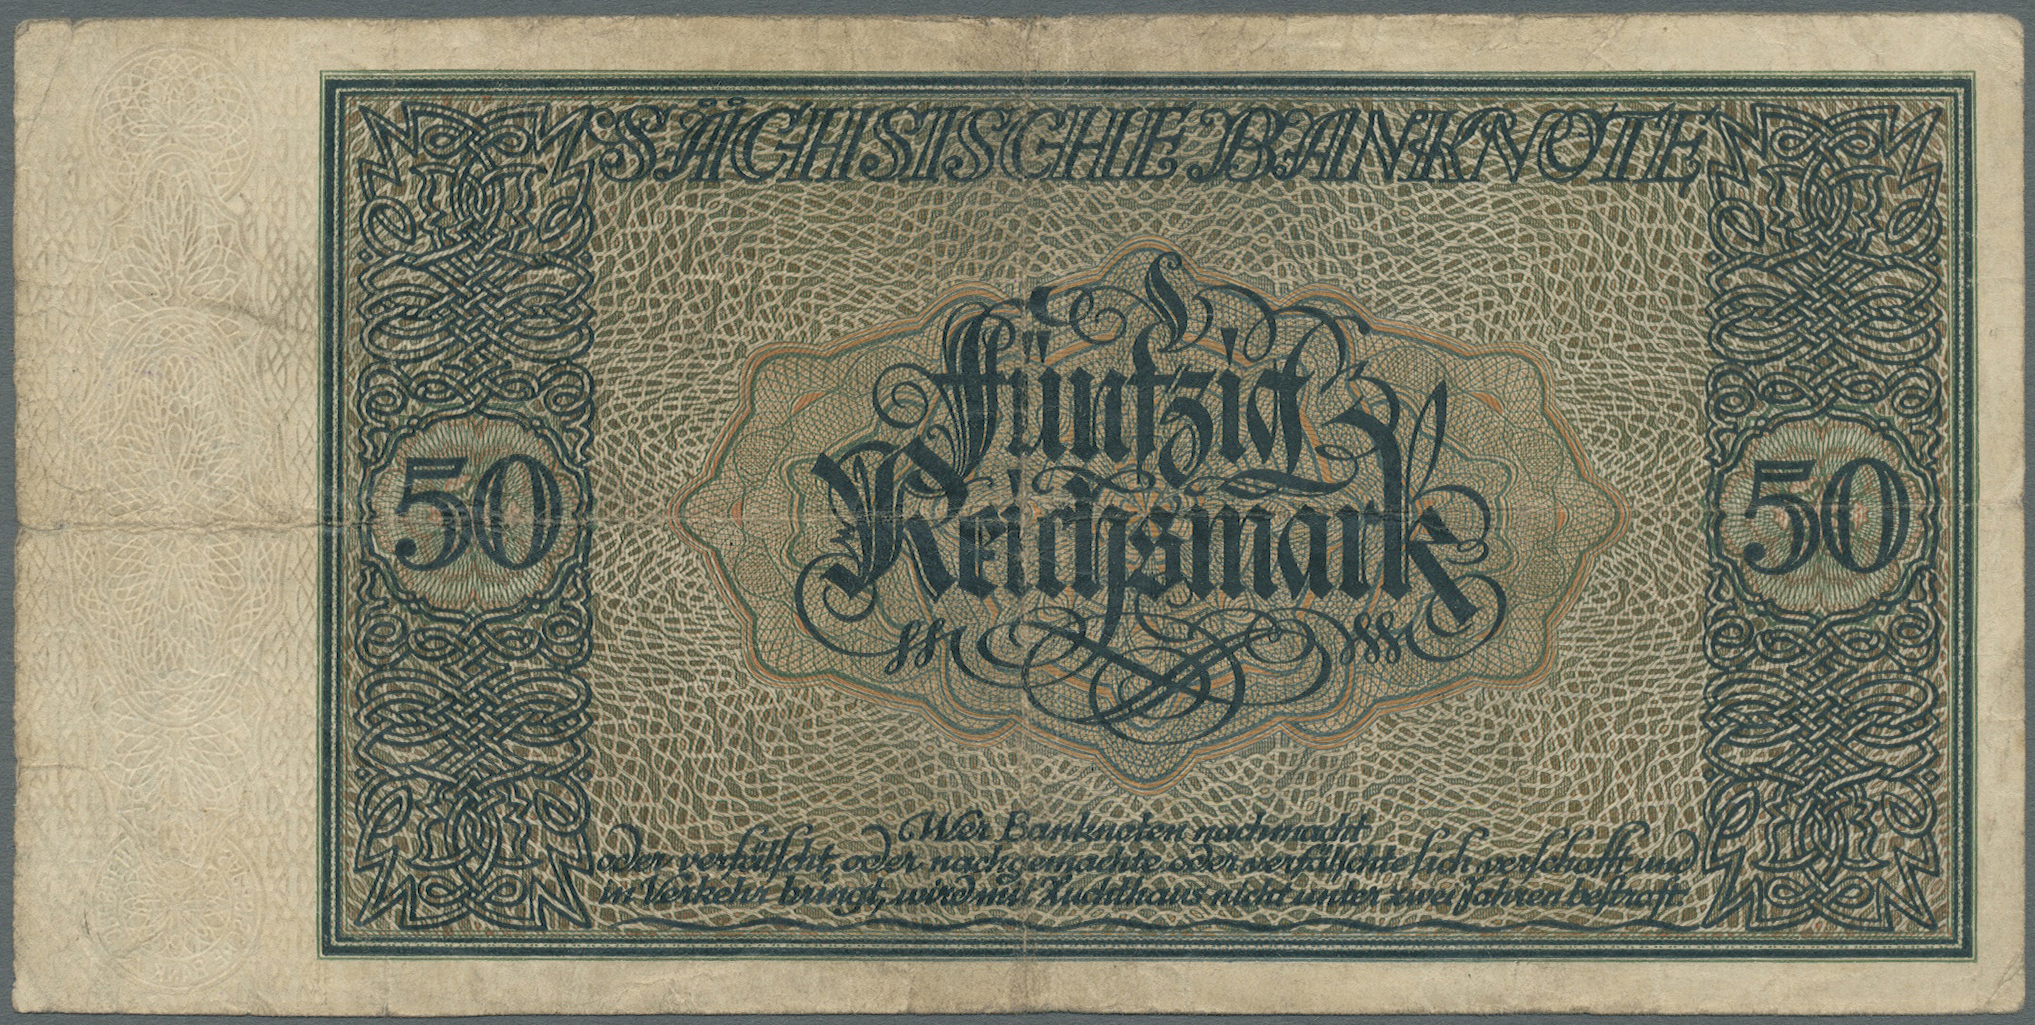 SÄCHSISCHE BANKNOTE
Fünfzig
Reichsmark
50
50
Wer Banknoten nachmacht
oder verfälscht, oder nachgemachte oder verfälschte sich verschafft und
in Verkehr bringt, wird mit Zuchthaus nicht unter zwei Jahren bestraft.